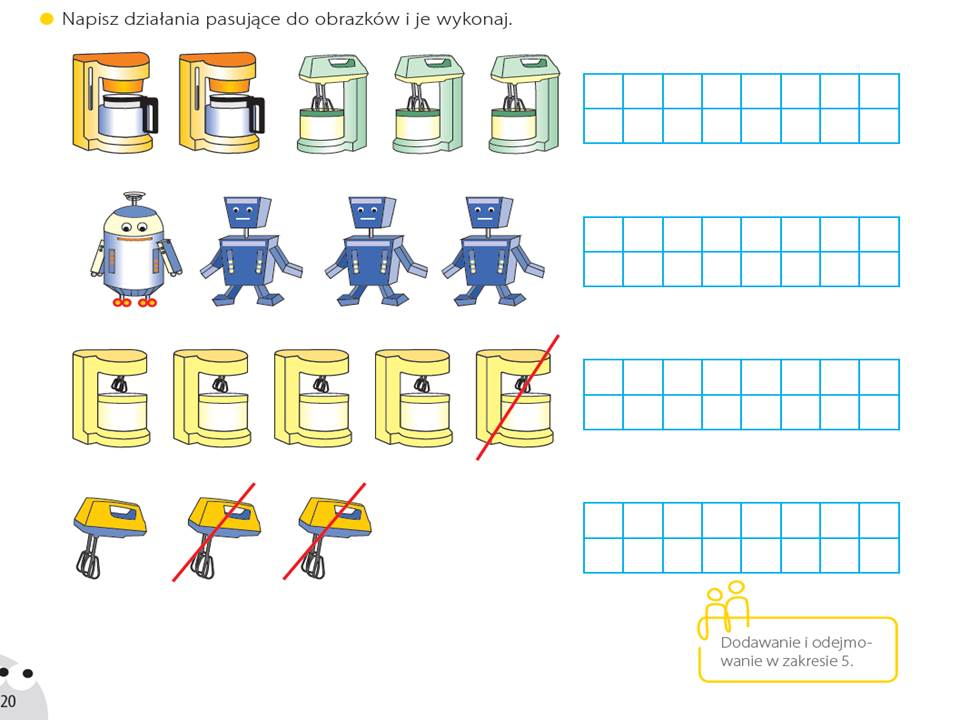 Napisz działania pasujące do obrazków i je wykonaj.
Dodawanie i odejmo-
wanie w zakresie 5.
20